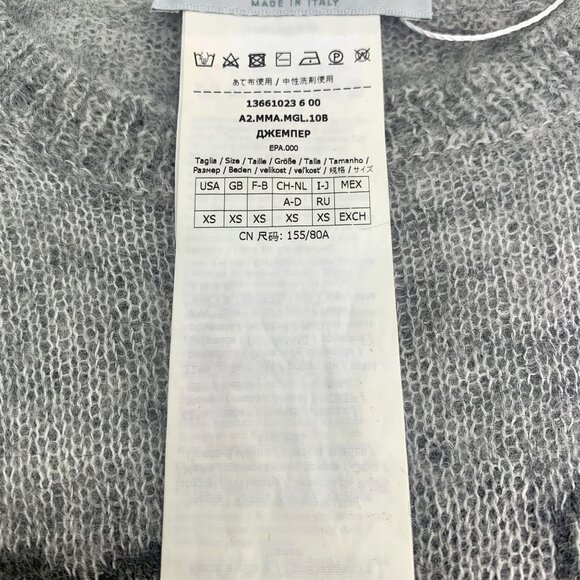 MADE IN ITALY
あて布使用 / 中性洗剤使用
13661023 6 00
A2.MMA.MGL.10B
ДЖЕМПЕР
EPA.000
Taglia / Size / Taille / Größe / Talla / Tamanho /
Размер / Beden / velikost / veľkosť / 规格 / サイズ
USA GB F-B CH-NL I-J MEX
A-D RU
XS XS XS XS XS EXCH
CN 尺码: 155/80A